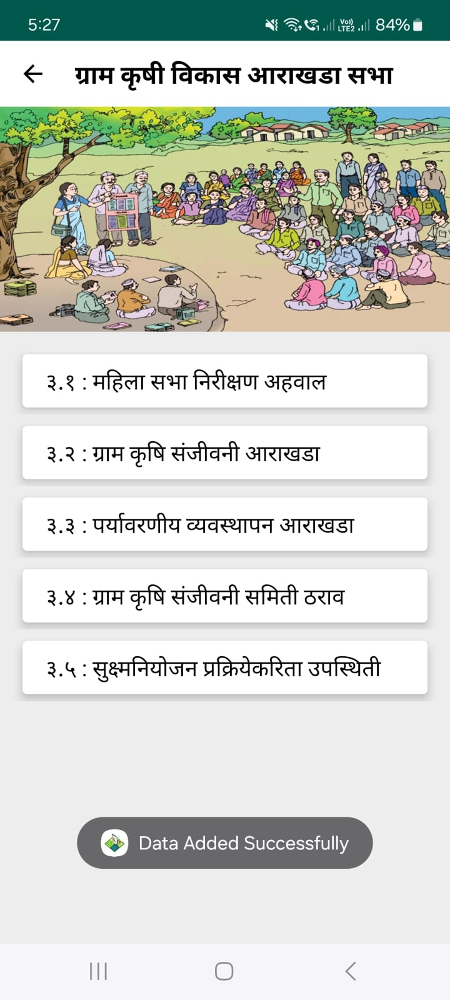 5:27
Vo))
LTE2
84%
ग्राम कृषी विकास आराखडा सभा
३.१ : महिला सभा निरीक्षण अहवाल
३.२ : ग्राम कृषि संजीवनी आराखडा
३.३ : पर्यावरणीय व्यवस्थापन आराखडा
३.४ : ग्राम कृषि संजीवनी समिती ठराव
३.५ : सुक्ष्मनियोजन प्रक्रियेकरिता उपस्थिती
Data Added Successfully